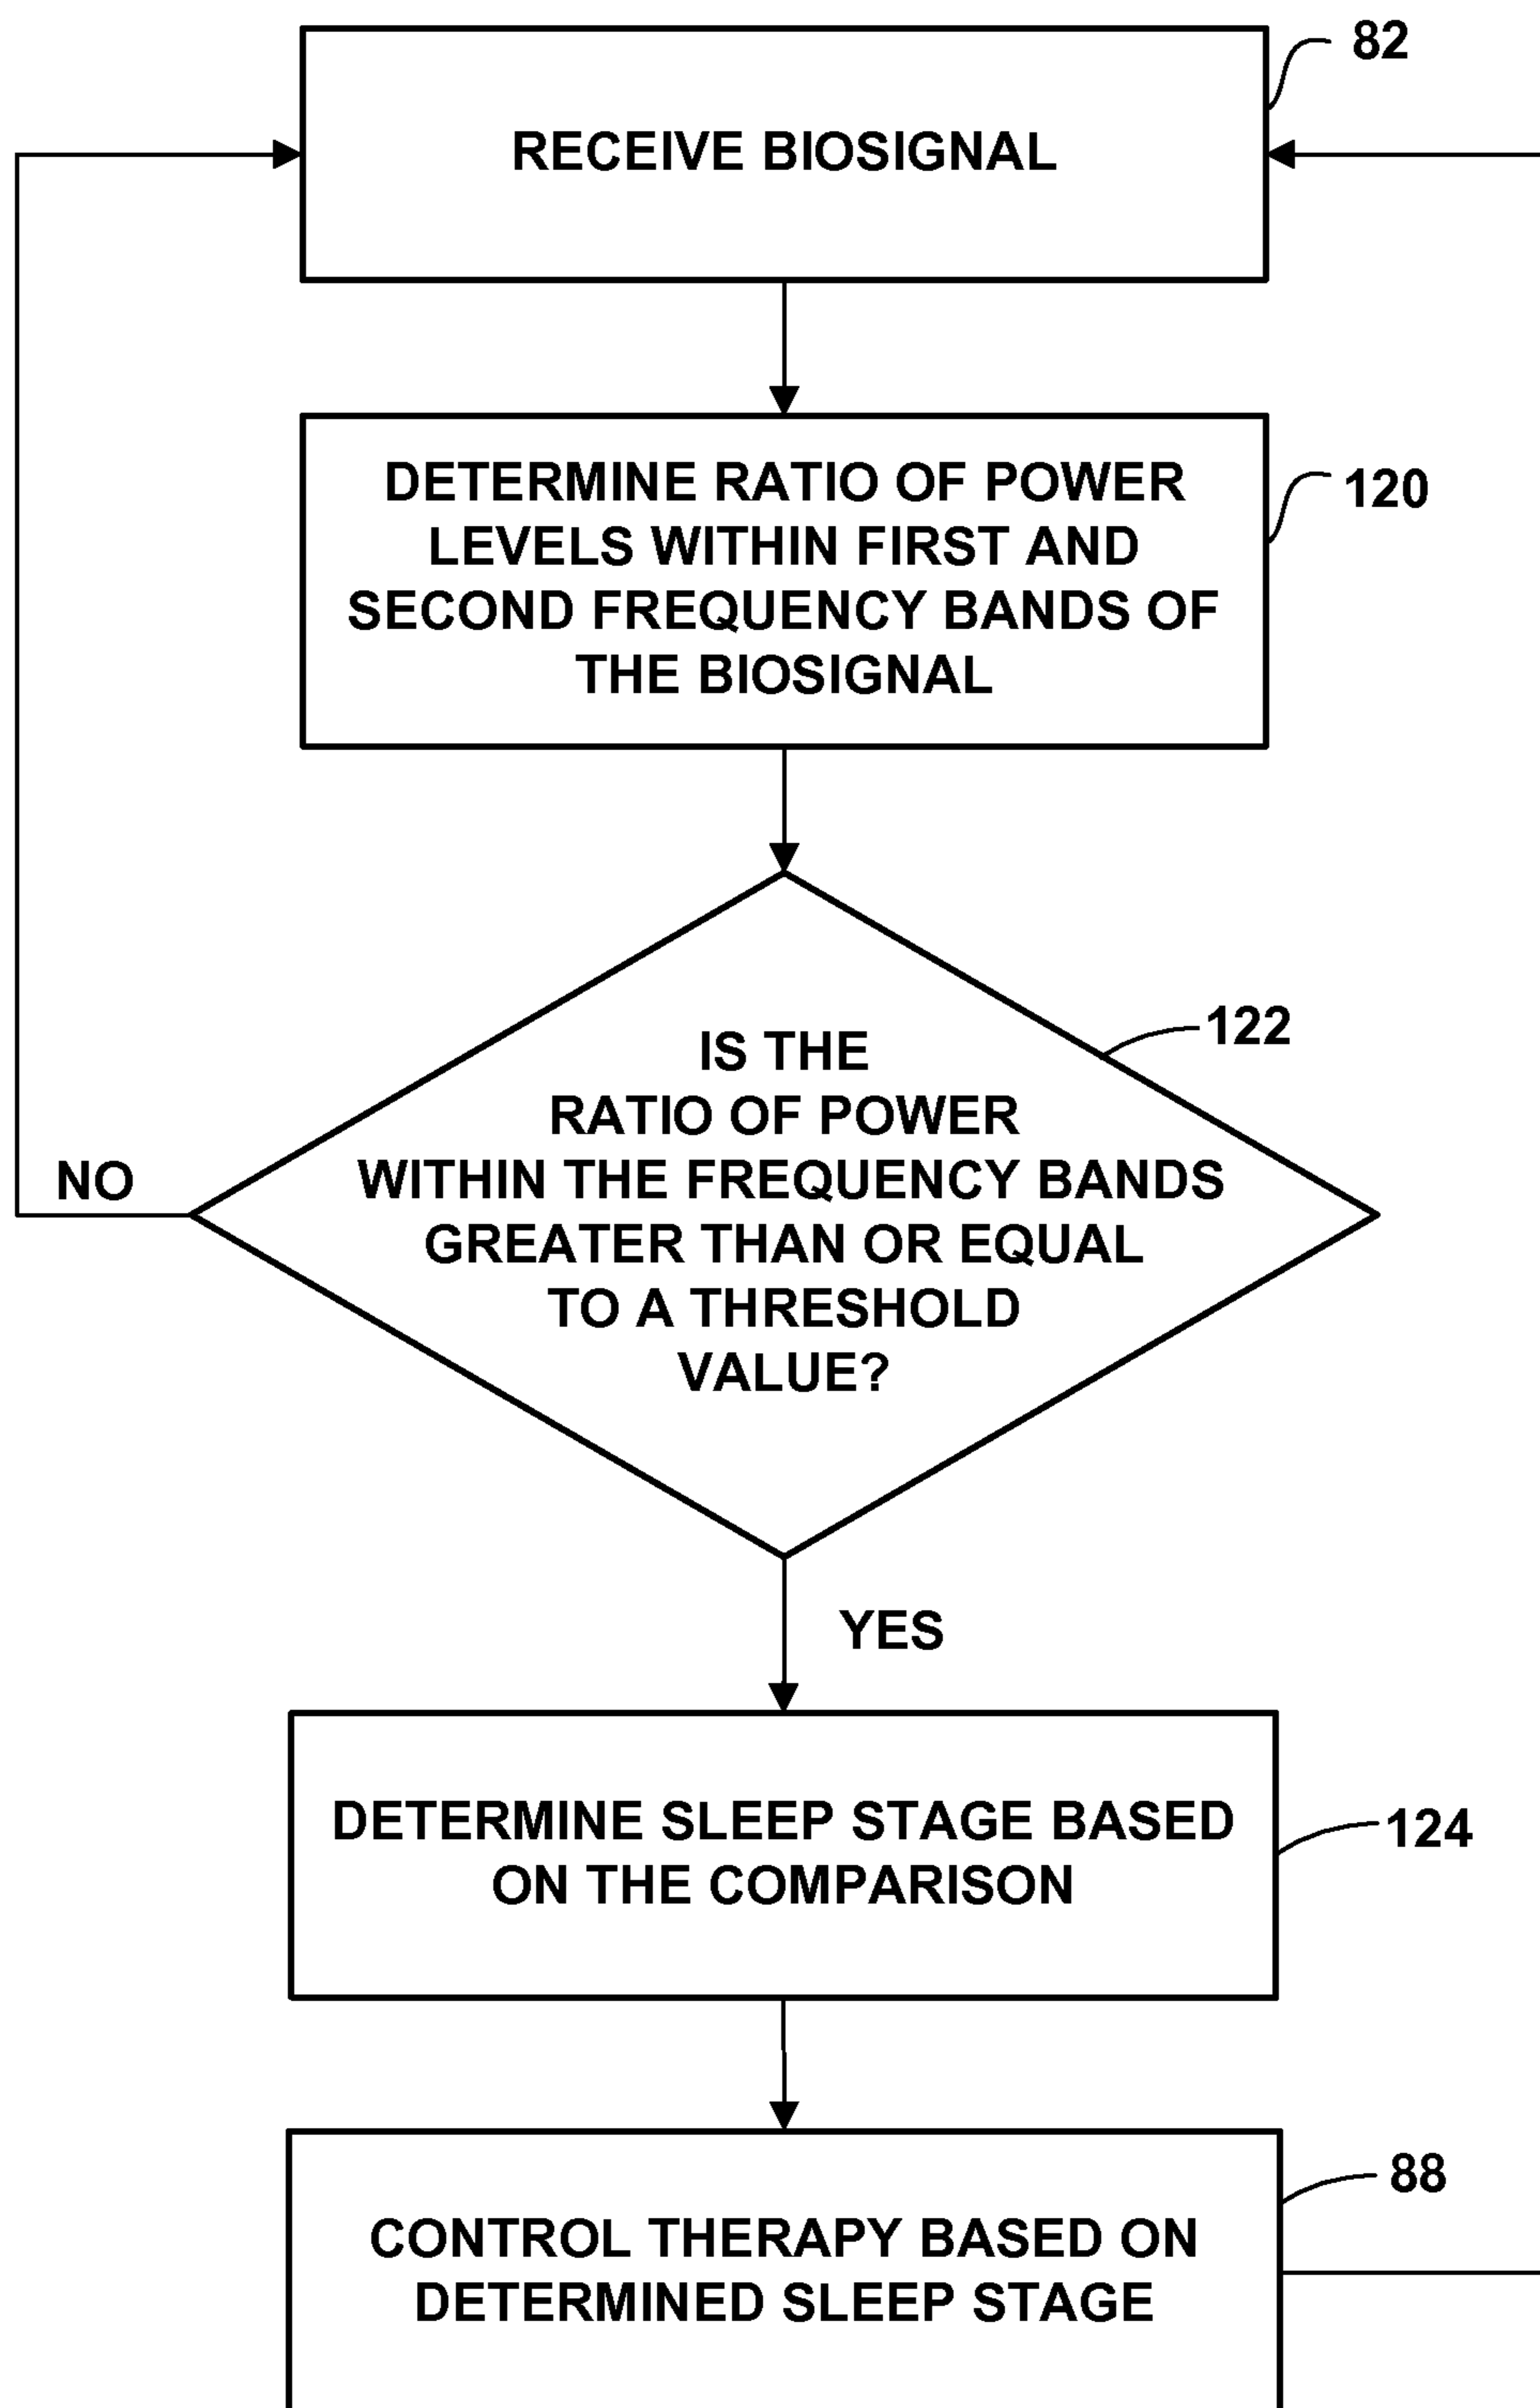 82
RECEIVE BIOSIGNAL
DETERMINE RATIO OF POWER
LEVELS WITHIN FIRST AND
SECOND FREQUENCY BANDS OF
THE BIOSIGNAL
120
122
IS THE
RATIO OF POWER
WITHIN THE FREQUENCY BANDS
GREATER THAN OR EQUAL
TO A THRESHOLD
VALUE?
NO
YES
DETERMINE SLEEP STAGE BASED
ON THE COMPARISON
124
88
CONTROL THERAPY BASED ON
DETERMINED SLEEP STAGE